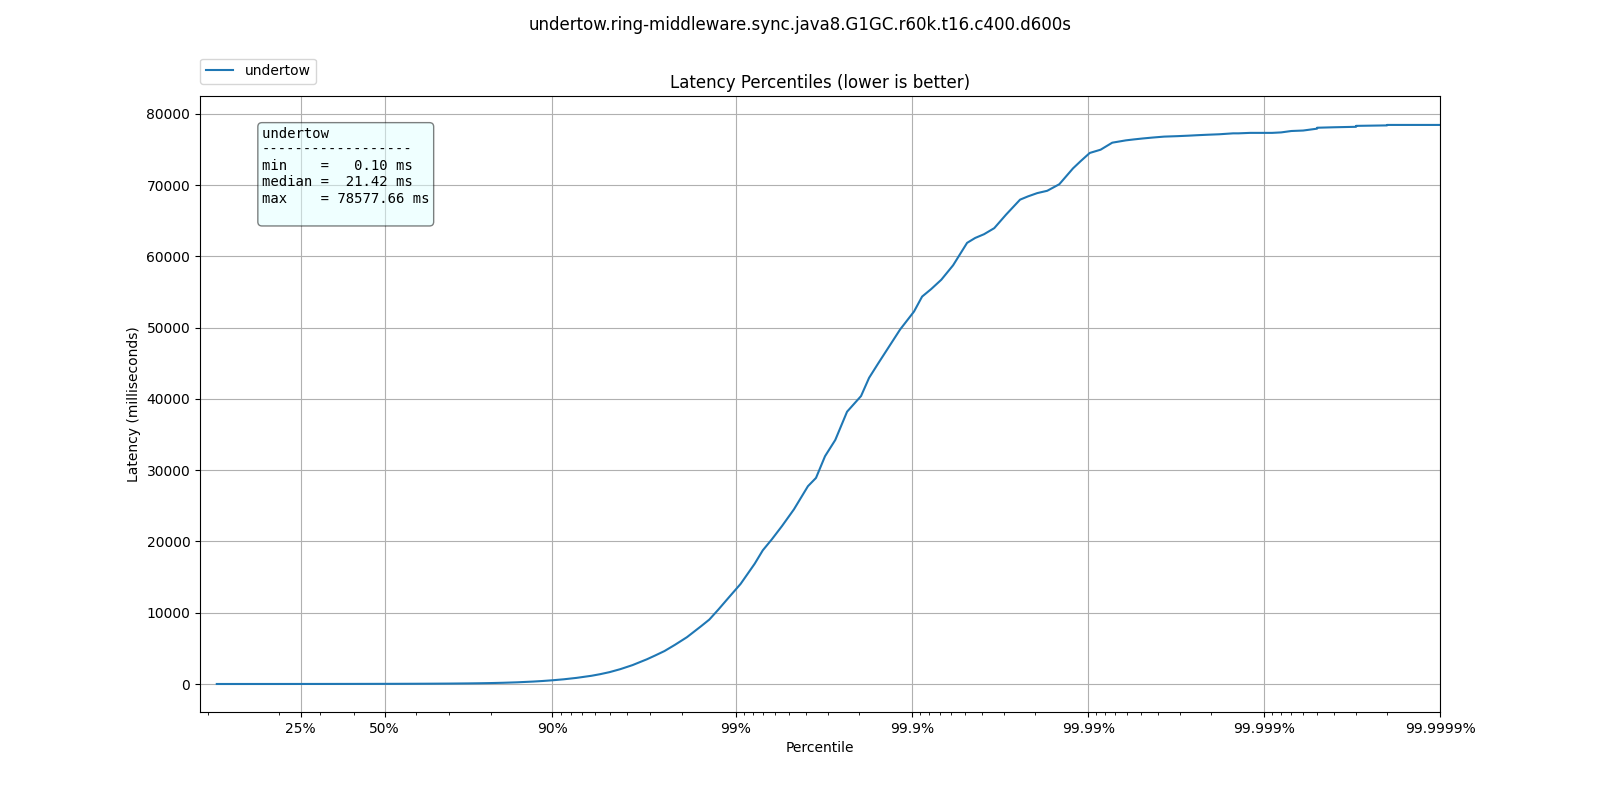 undertow.ring-middleware.sync.java8.G1GC.r60k.t16.c400.d600s
undertow
Latency Percentiles (lower is better)
80000
70000
60000
50000
40000
30000
20000
10000
0
Latency (milliseconds)
undertow
------------------
min    =   0.10 ms
median =  21.42 ms
max    = 78577.66 ms
25% 50% 90% 99% 99.9% 99.99% 99.999% 99.9999%
Percentile